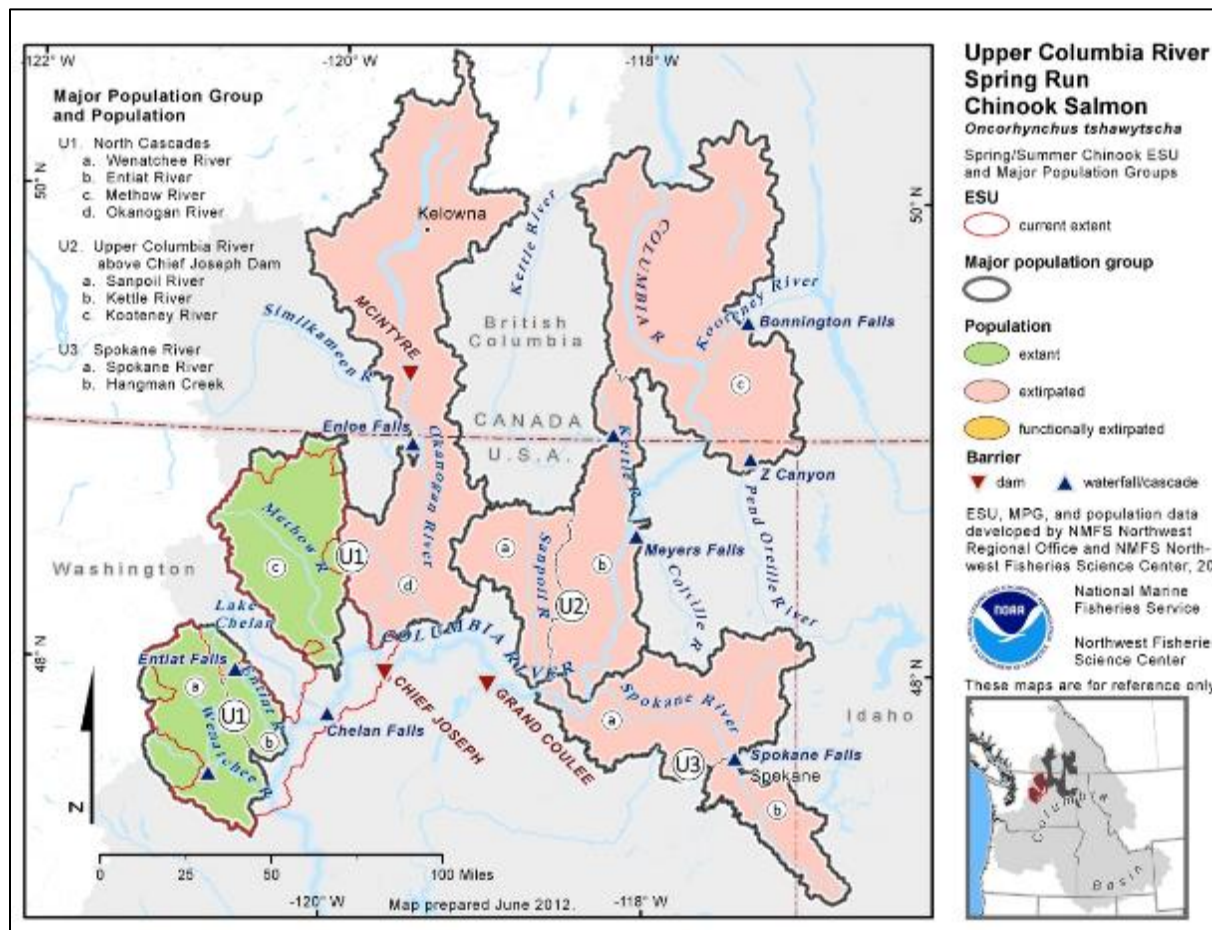 -122° W
-120° W
-118° W
Major Population Group
and Population
U1. North Cascades
a. Wenatchee River
b. Entiat River
c. Methow River
d. Okanogan River
U2. Upper Columbia River
above Chief Joseph Dam
a. Sanpoil River
b. Kettle River
c. Kooteney River
U3. Spokane River
a. Spokane River
b. Hangman Creek
50° N
50° N
48° N
48° N
Kelowna
Kettle River
COLUMBIA R
Kooteney River
Bonnington Falls
British
Columbia
MCINTYRE
Similkameen R
c
CANADA
U.S.A.
Enloe Falls
Okanogan River
Kettle R
Z Canyon
Pend Oreille River
Methow R
c
Washington
U1
d
a
Sanpoil R
b
U2
Meyers Falls
Colville R
Lake
Chelan
COLUMBIA RIVER
Entiat Falls
Entiat R
a
U1
b
Wenatchee R
Chelan Falls
CHIEF JOSEPH
GRAND COULEE
a
Spokane River
Idaho
U3
Spokane Falls
Spokane
b
N
0 25 50 100 Miles
Map prepared June 2012.
-120° W
-118° W
Upper Columbia River
Spring Run
Chinook Salmon
Oncorhynchus tshawytscha
Spring/Summer Chinook ESU
and Major Population Groups
ESU
current extent
Major population group
Population
extant
extirpated
functionally extirpated
Barrier
dam
waterfall/cascade
ESU, MPG, and population data
developed by NMFS Northwest
Regional Office and NMFS North-
west Fisheries Science Center, 20
NOAA
National Marine
Fisheries Service
Northwest Fisherie
Science Center
These maps are for reference only
Columbia
Basin